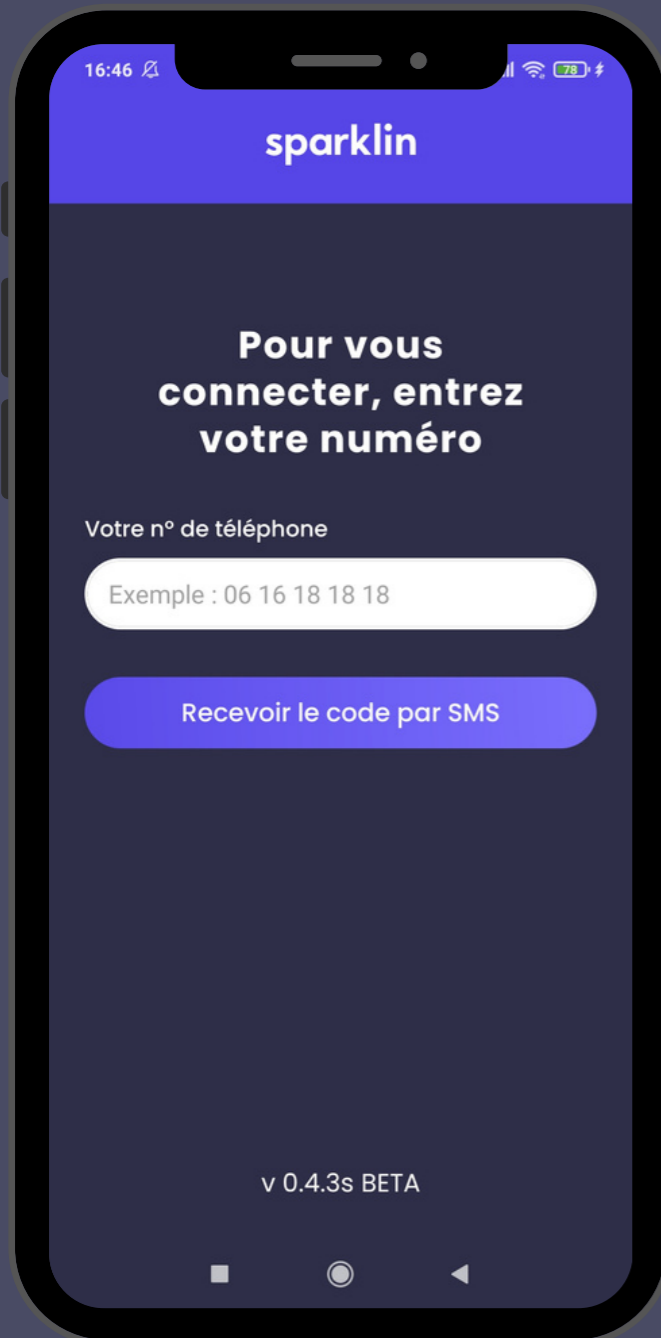 16:46
78
sparklin
Pour vous
connecter, entrez
votre numéro
Votre n° de téléphone
Exemple : 06 16 18 18 18
Recevoir le code par SMS
v 0.4.3s BETA